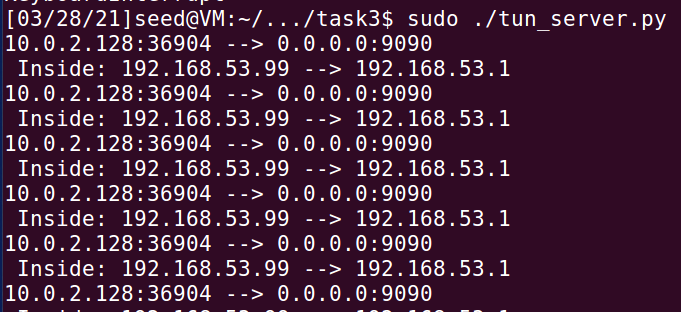 [03/28/21]seed@VM:~/.../task3$ sudo ./tun_server.py
10.0.2.128:36904 --> 0.0.0.0:9090
 Inside: 192.168.53.99 --> 192.168.53.1
10.0.2.128:36904 --> 0.0.0.0:9090
 Inside: 192.168.53.99 --> 192.168.53.1
10.0.2.128:36904 --> 0.0.0.0:9090
 Inside: 192.168.53.99 --> 192.168.53.1
10.0.2.128:36904 --> 0.0.0.0:9090
 Inside: 192.168.53.99 --> 192.168.53.1
10.0.2.128:36904 --> 0.0.0.0:9090
 Inside: 192.168.53.99 --> 192.168.53.1
10.0.2.128:36904 --> 0.0.0.0:9090